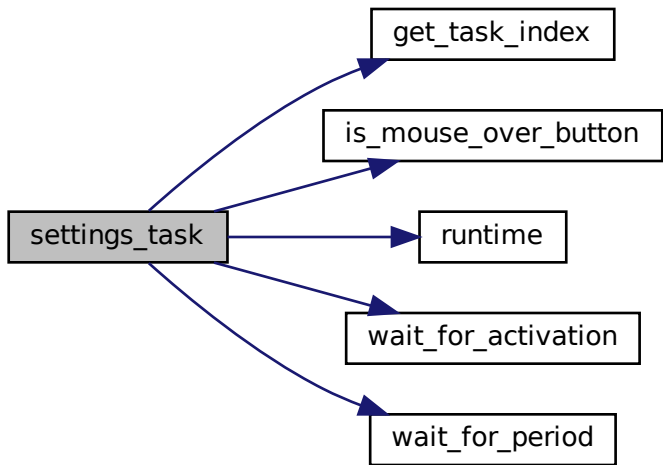 get_task_index
is_mouse_over_button
settings_task
runtime
wait_for_activation
wait_for_period